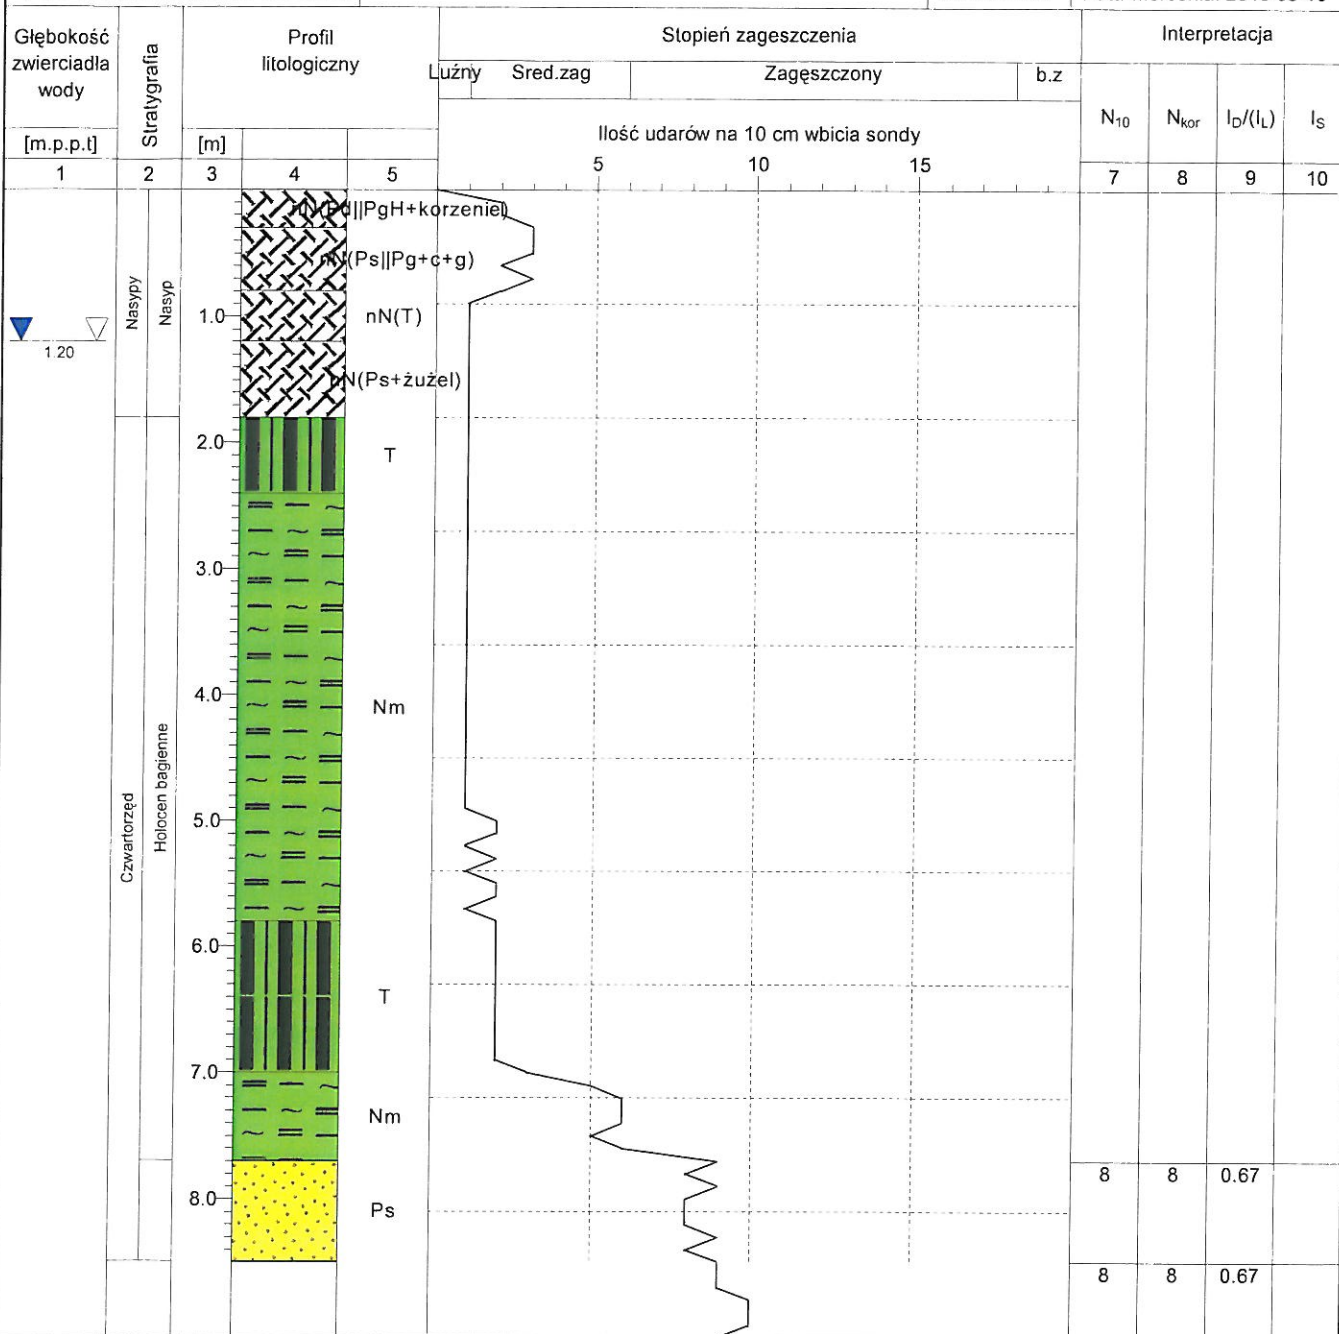 Głębokość
zwierciadła
wody
[m.p.p.t]
Stratygrafia
Profil
litologiczny
[m]
Stopień zageszczenia
Luźny Sred.zag Zagęszczony b.z
Ilość udarów na 10 cm wbicia sondy
5 10 15
Interpretacja
N10 Nkor ID/(IL) IS
1 2 3 4 5 7 8 9 10
nN(Pd||PgH+korzenie)
nN(Ps||Pg+c+g)
1.0 nN(T)
1.20
nN(Ps+żużel)
Nasypy
Nasyp
2.0 T
3.0
4.0 Nm
5.0
Czwartorzęd
Holocen bagienne
6.0
T
7.0
Nm
8 8 0.67
8.0 Ps
8 8 0.67